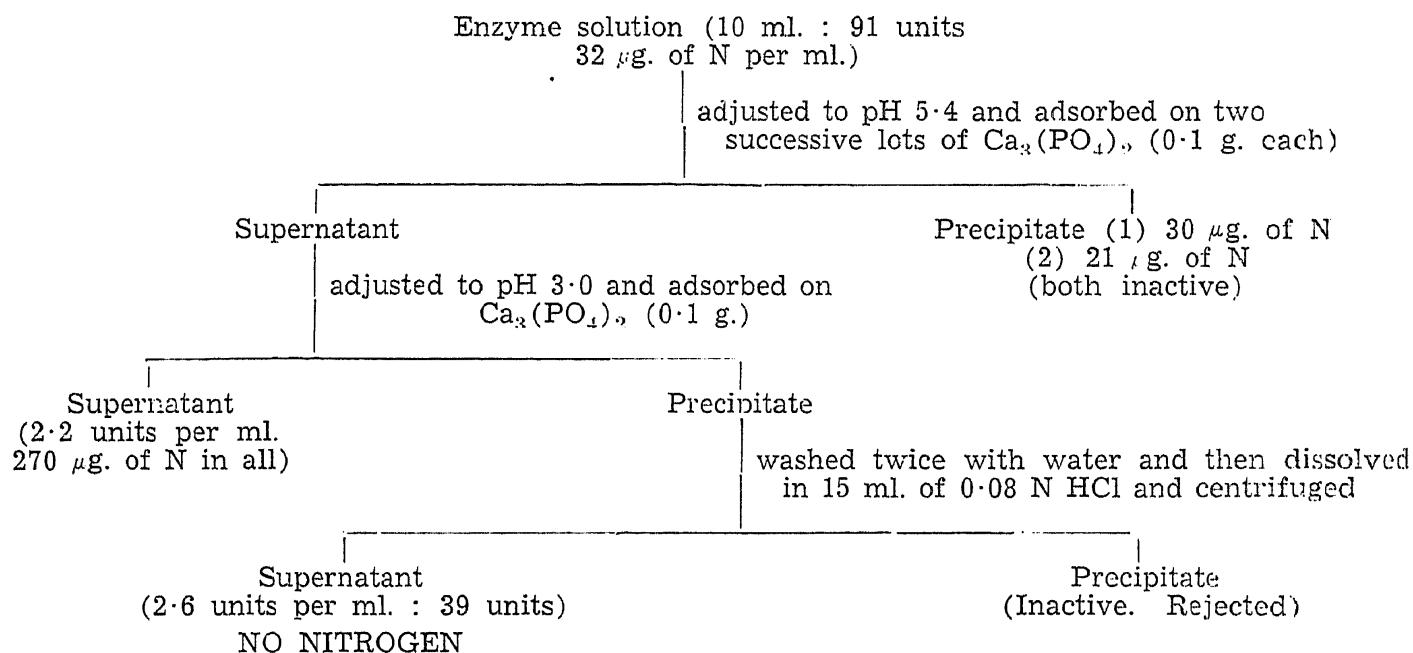 Enzyme solution (10 ml. : 91 units
32 μg. of N per ml.)
adjusted to pH 5·4 and adsorbed on two
successive lots of Ca₃(PO₄)₂ (0·1 g. each)
Supernatant
Precipitate (1) 30 μg. of N
(2) 21 μg. of N
(both inactive)
adjusted to pH 3·0 and adsorbed on
Ca₃(PO₄)₂ (0·1 g.)
Supernatant
(2·2 units per ml.
270 μg. of N in all)
Precipitate
washed twice with water and then dissolved
in 15 ml. of 0·08 N HCl and centrifuged
Supernatant
(2·6 units per ml. : 39 units)
NO NITROGEN
Precipitate
(Inactive. Rejected)